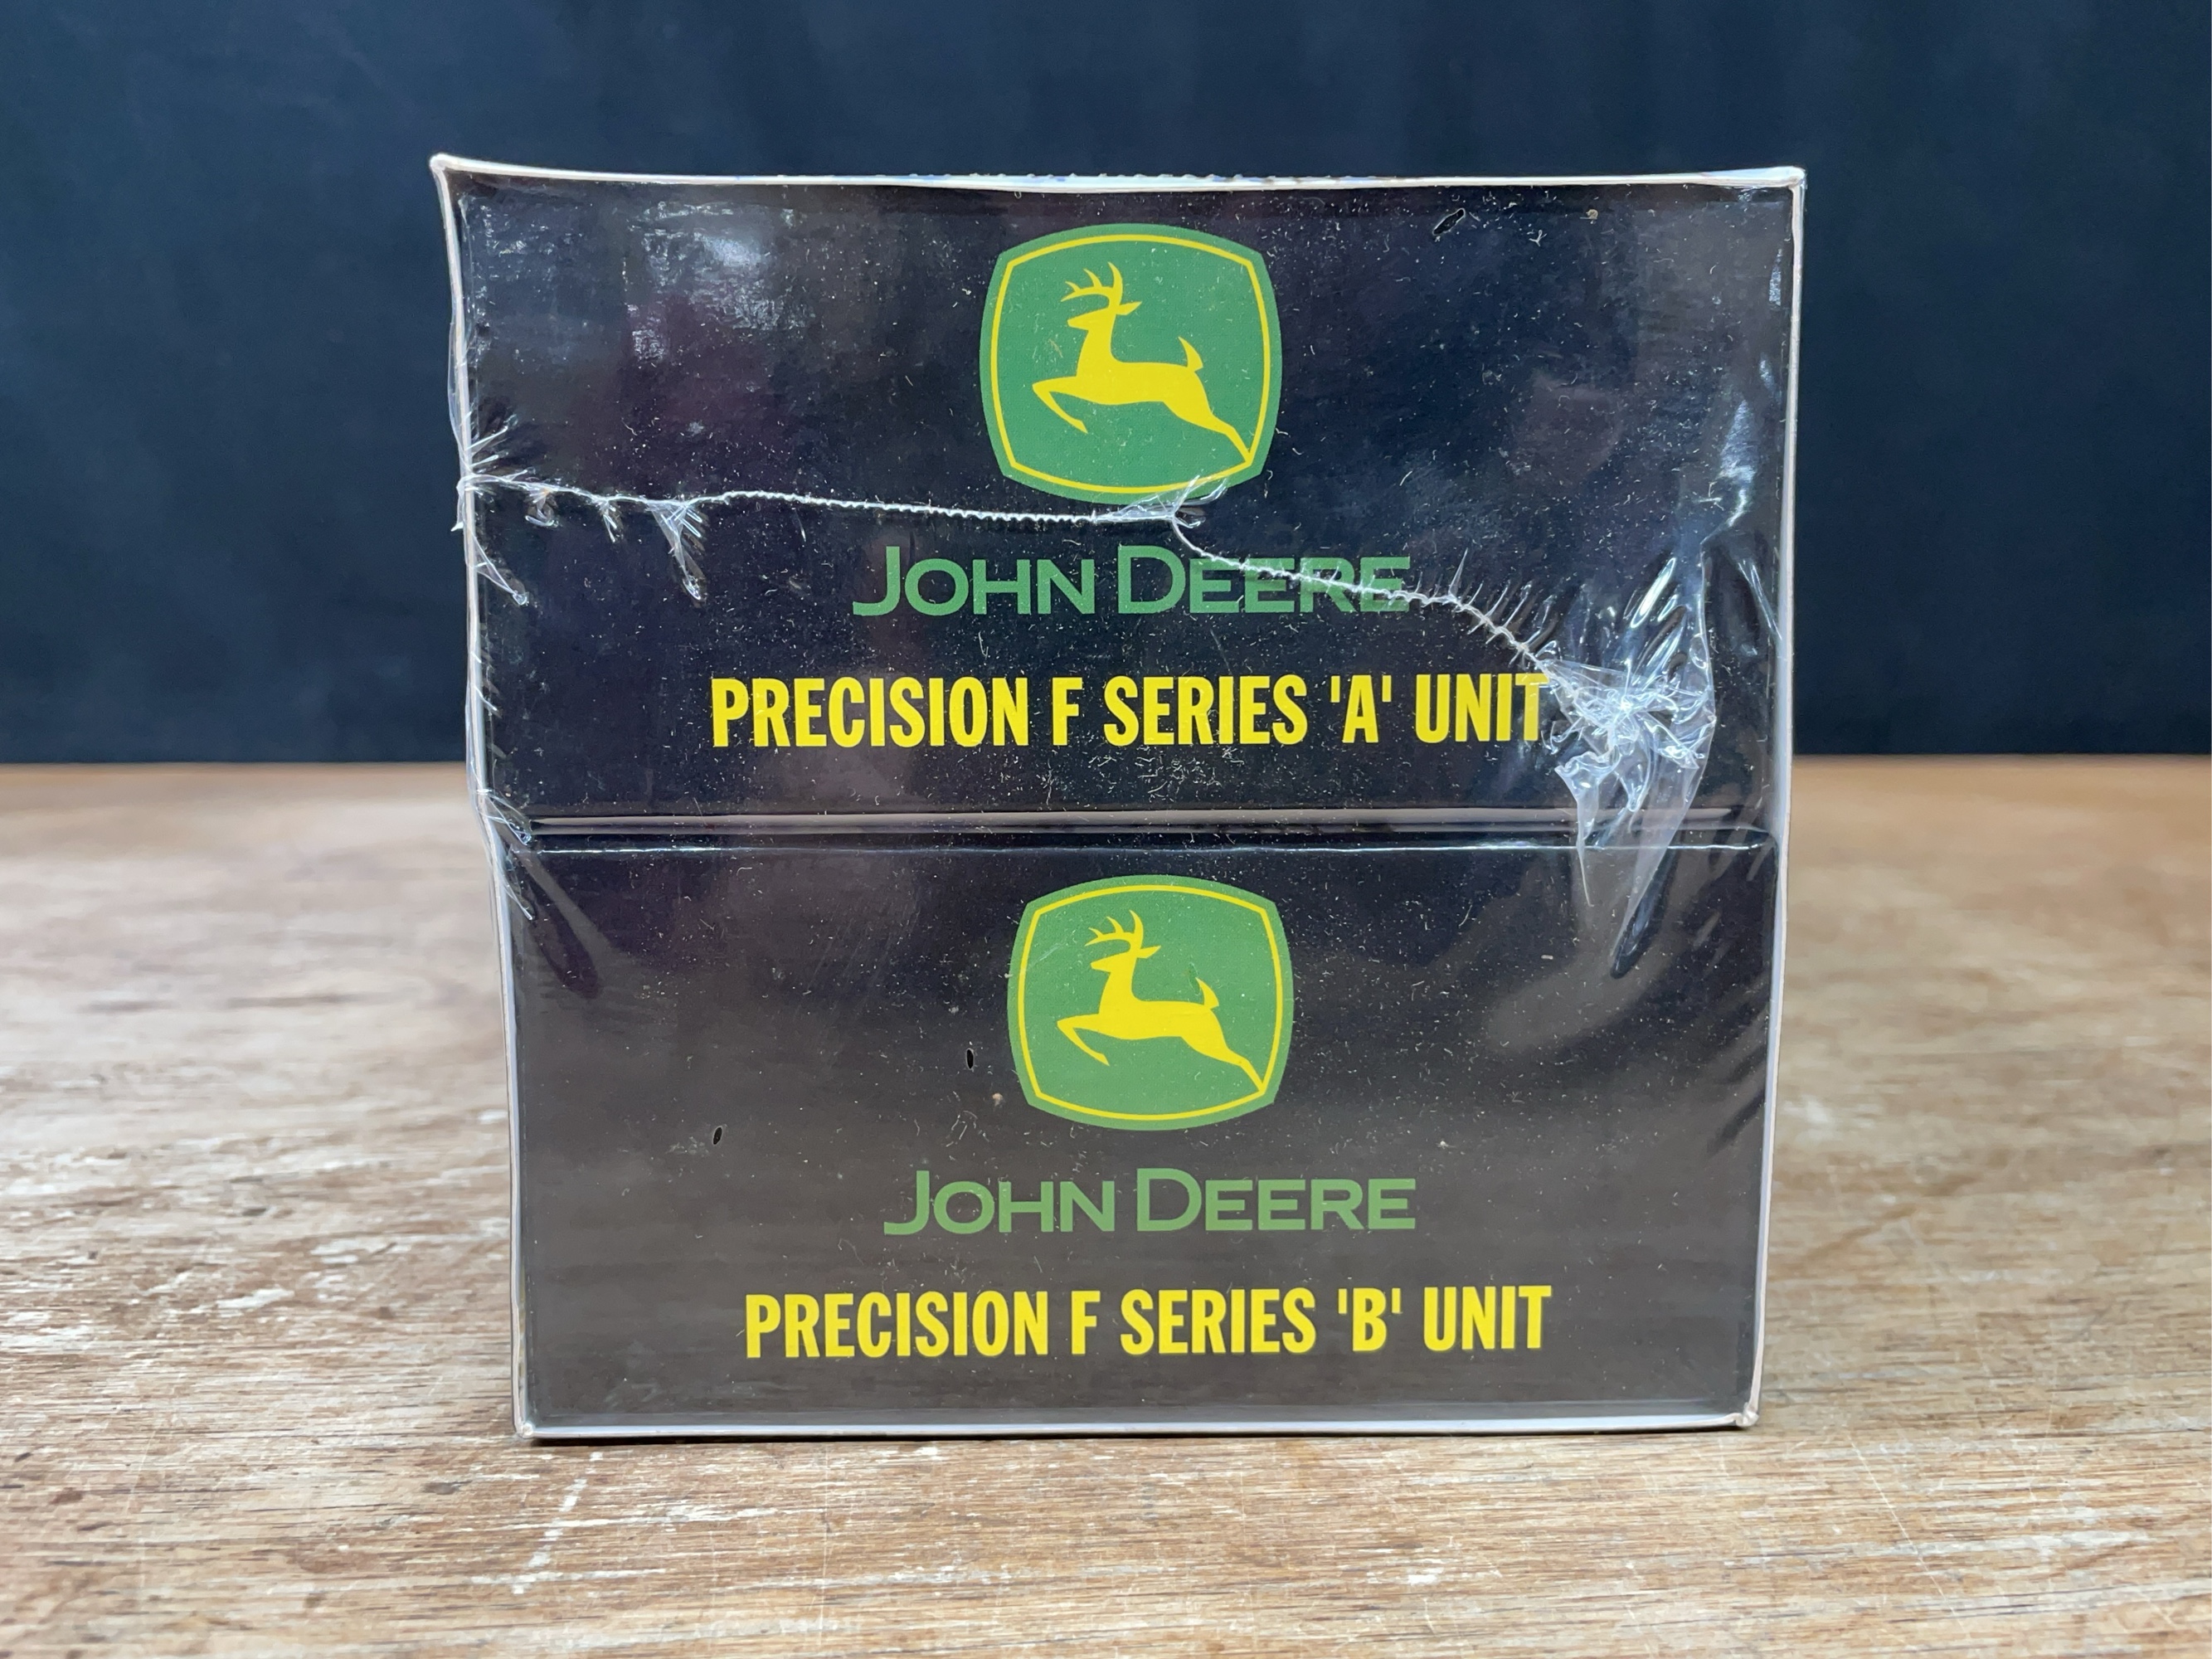 JOHN DEERE
PRECISION F SERIES 'A' UNIT
JOHN DEERE
PRECISION F SERIES 'B' UNIT